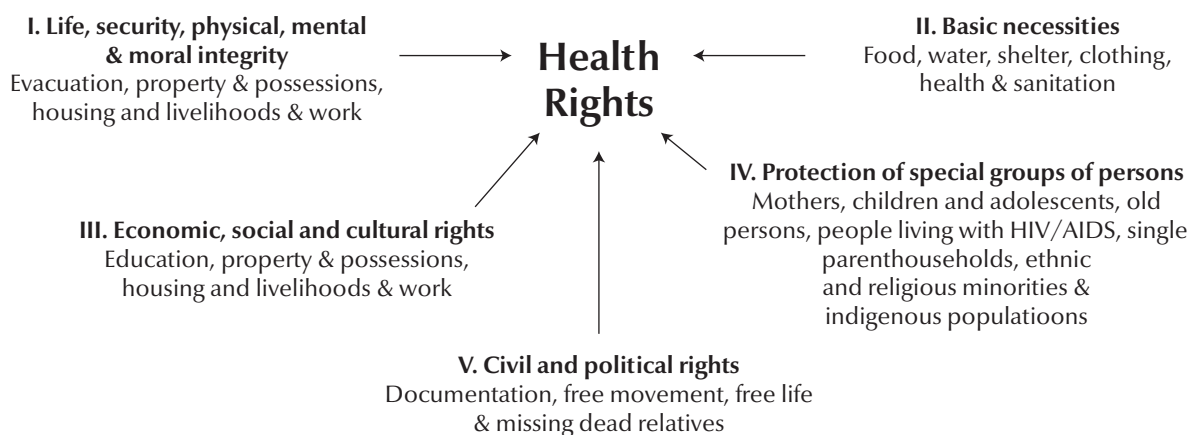 I. Life, security, physical, mental
& moral integrity
Evacuation, property & possessions,
housing and livelihoods & work
Health
Rights
II. Basic necessities
Food, water, shelter, clothing,
health & sanitation
III. Economic, social and cultural rights
Education, property & possessions,
housing and livelihoods & work
IV. Protection of special groups of persons
Mothers, children and adolescents, old
persons, people living with HIV/AIDS, single
parenthouseholds, ethnic
and religious minorities &
indigenous populatioons
V. Civil and political rights
Documentation, free movement, free life
& missing dead relatives